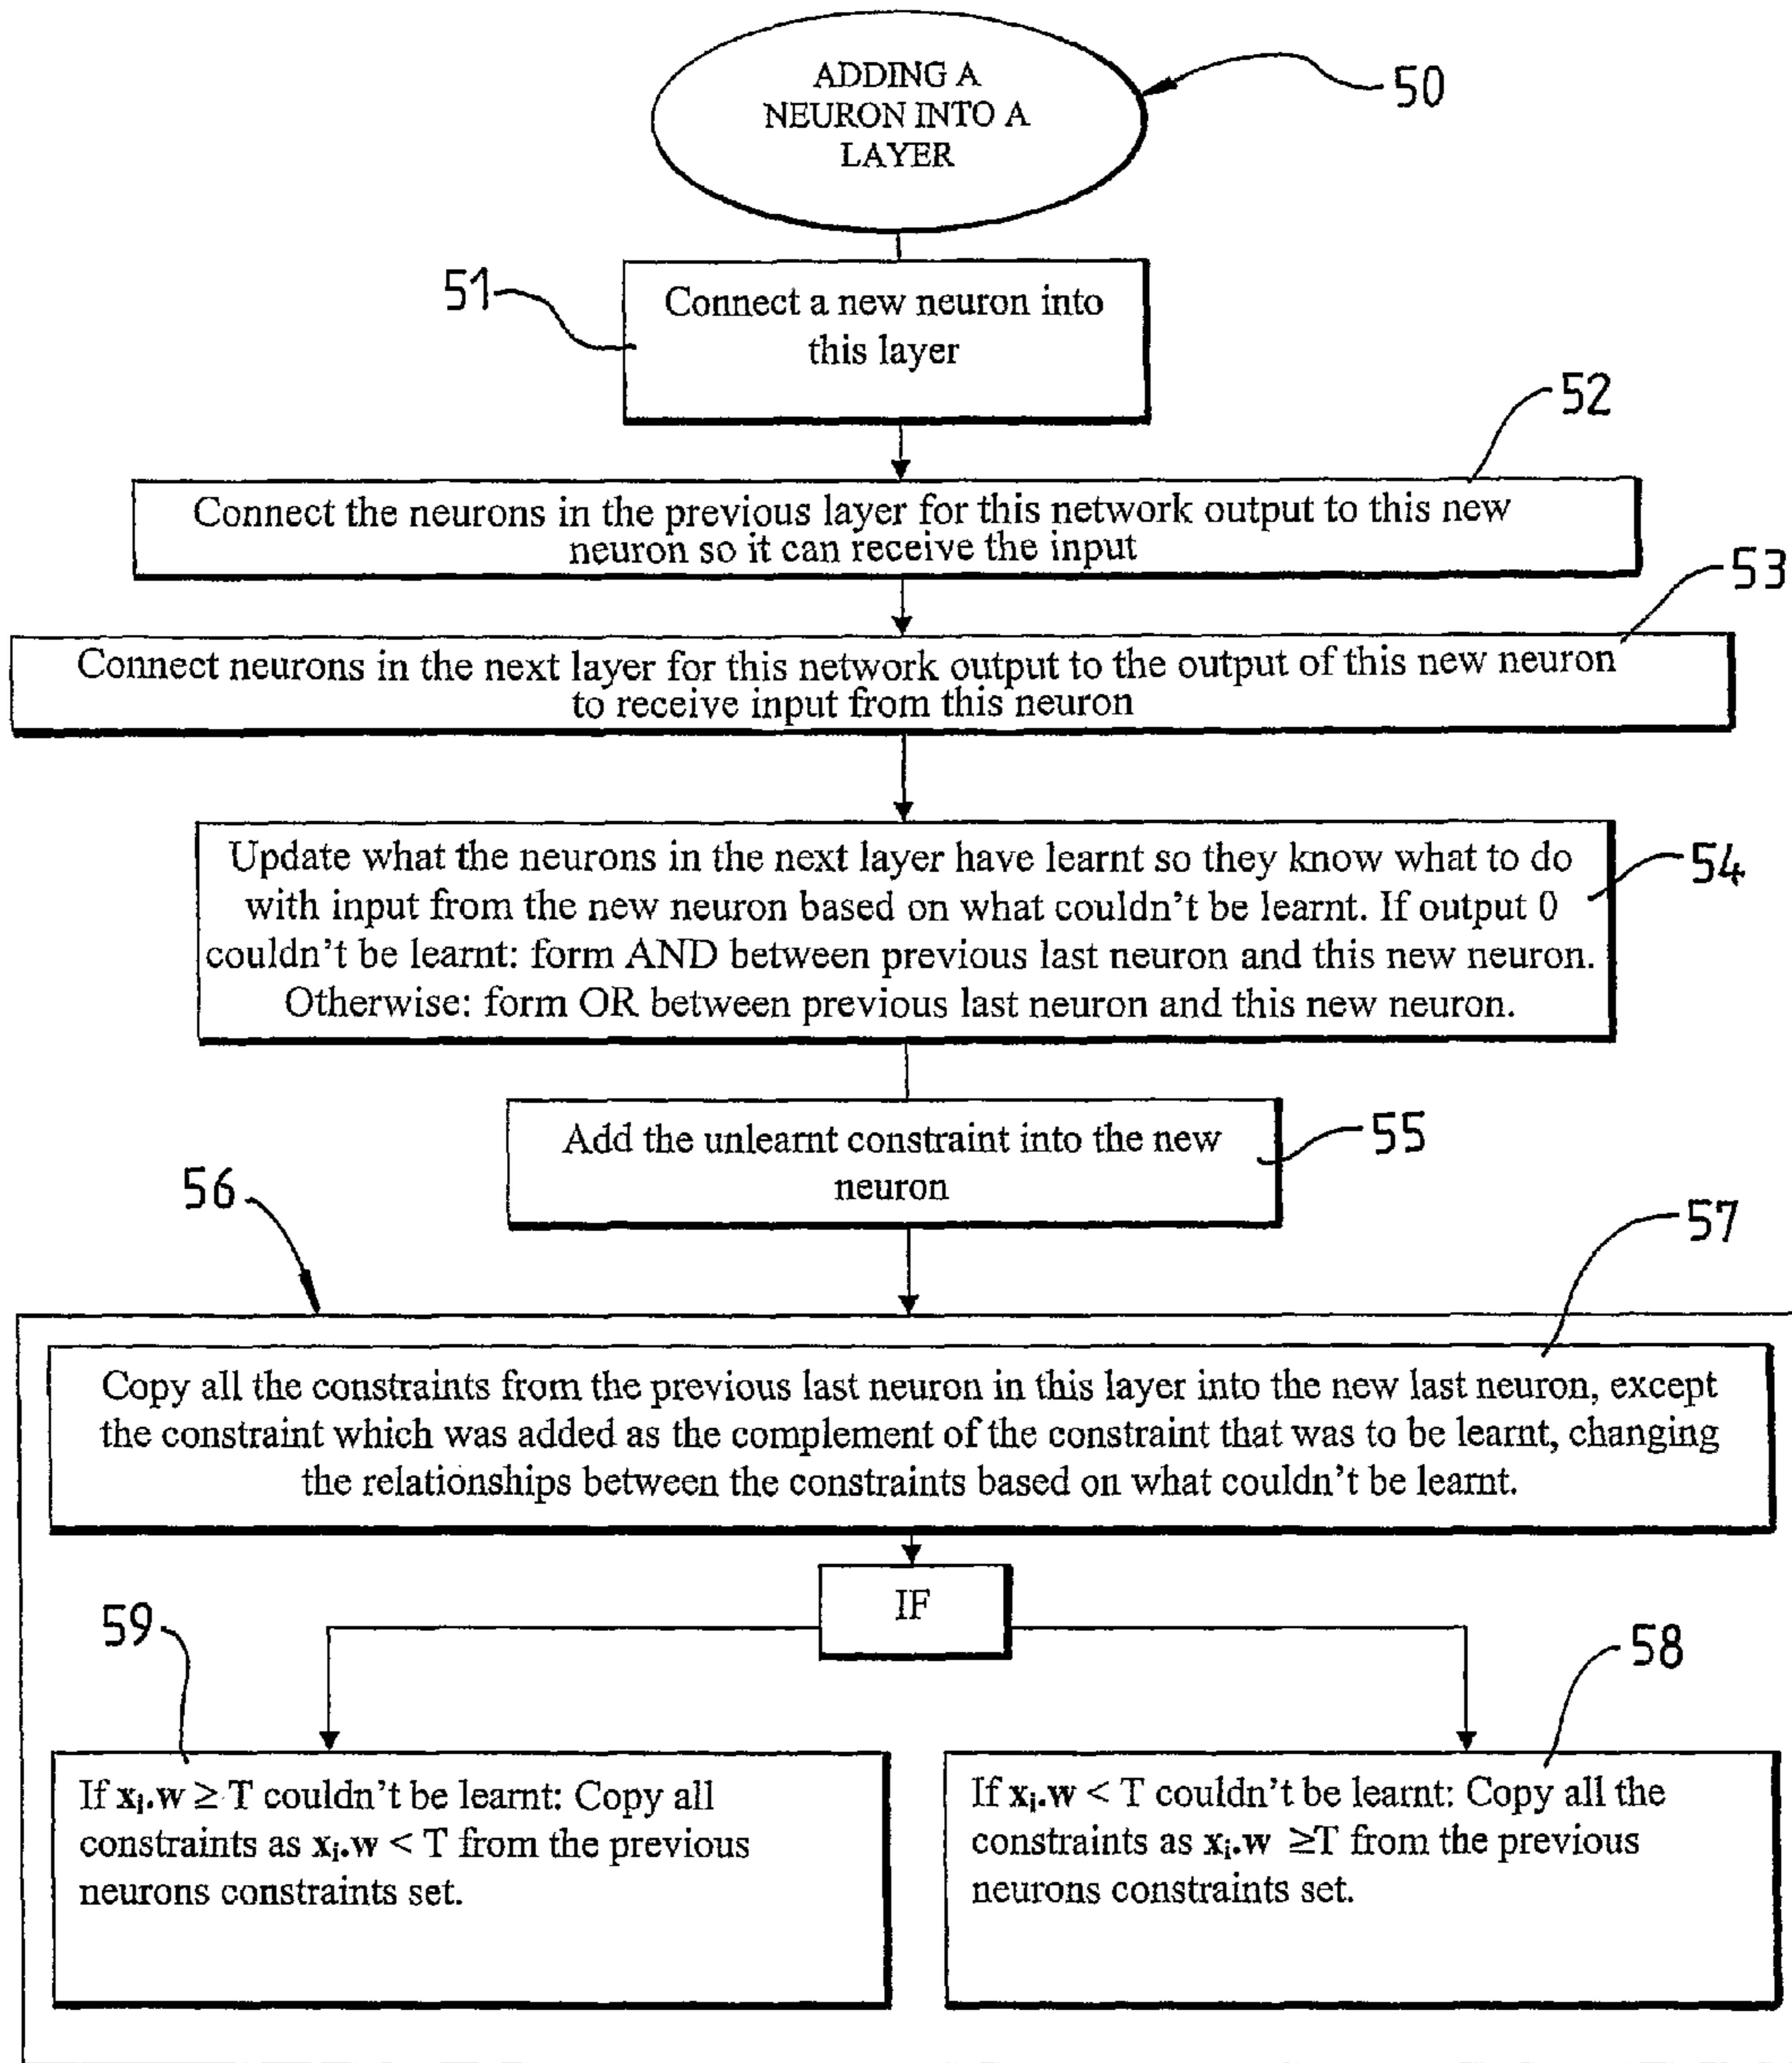 ADDING A
NEURON INTO A
LAYER
50
51
Connect a new neuron into
this layer
52
Connect the neurons in the previous layer for this network output to this new
neuron so it can receive the input
53
Connect neurons in the next layer for this network output to the output of this new neuron
to receive input from this neuron
Update what the neurons in the next layer have learnt so they know what to do
with input from the new neuron based on what couldn't be learnt. If output 0
couldn't be learnt: form AND between previous last neuron and this new neuron.
Otherwise: form OR between previous last neuron and this new neuron.
54
Add the unlearnt constraint into the new
neuron
55
56
57
Copy all the constraints from the previous last neuron in this layer into the new last neuron, except
the constraint which was added as the complement of the constraint that was to be learnt, changing
the relationships between the constraints based on what couldn't be learnt.
IF
59
58
If xi.w ≥ T couldn't be learnt: Copy all
constraints as xi.w < T from the previous
neurons constraints set.
If xi.w < T couldn't be learnt: Copy all the
constraints as xi.w ≥T from the previous
neurons constraints set.